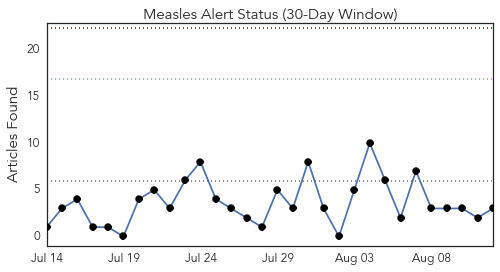 Measles Alert Status (30-Day Window)
Articles Found
20
15
10
5
0
Jul 14 Jul 19 Jul 24 Jul 29 Aug 03 Aug 08